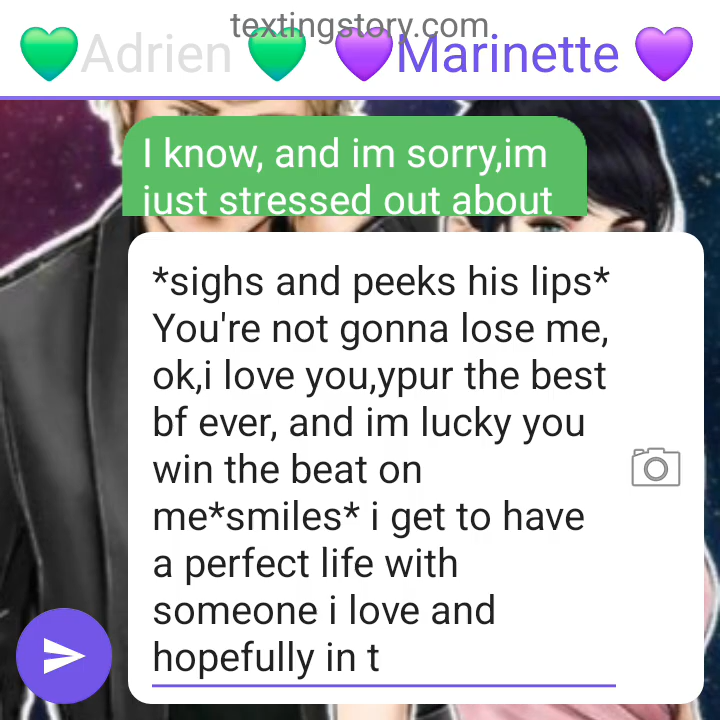 textingstory.com
💚Adrien 💚 💜Marinette 💜
I know, and im sorry,im
just stressed out about
*sighs and peeks his lips*
You're not gonna lose me,
ok,i love you,ypur the best
bf ever, and im lucky you
win the beat on
me*smiles* i get to have
a perfect life with
someone i love and
hopefully in t